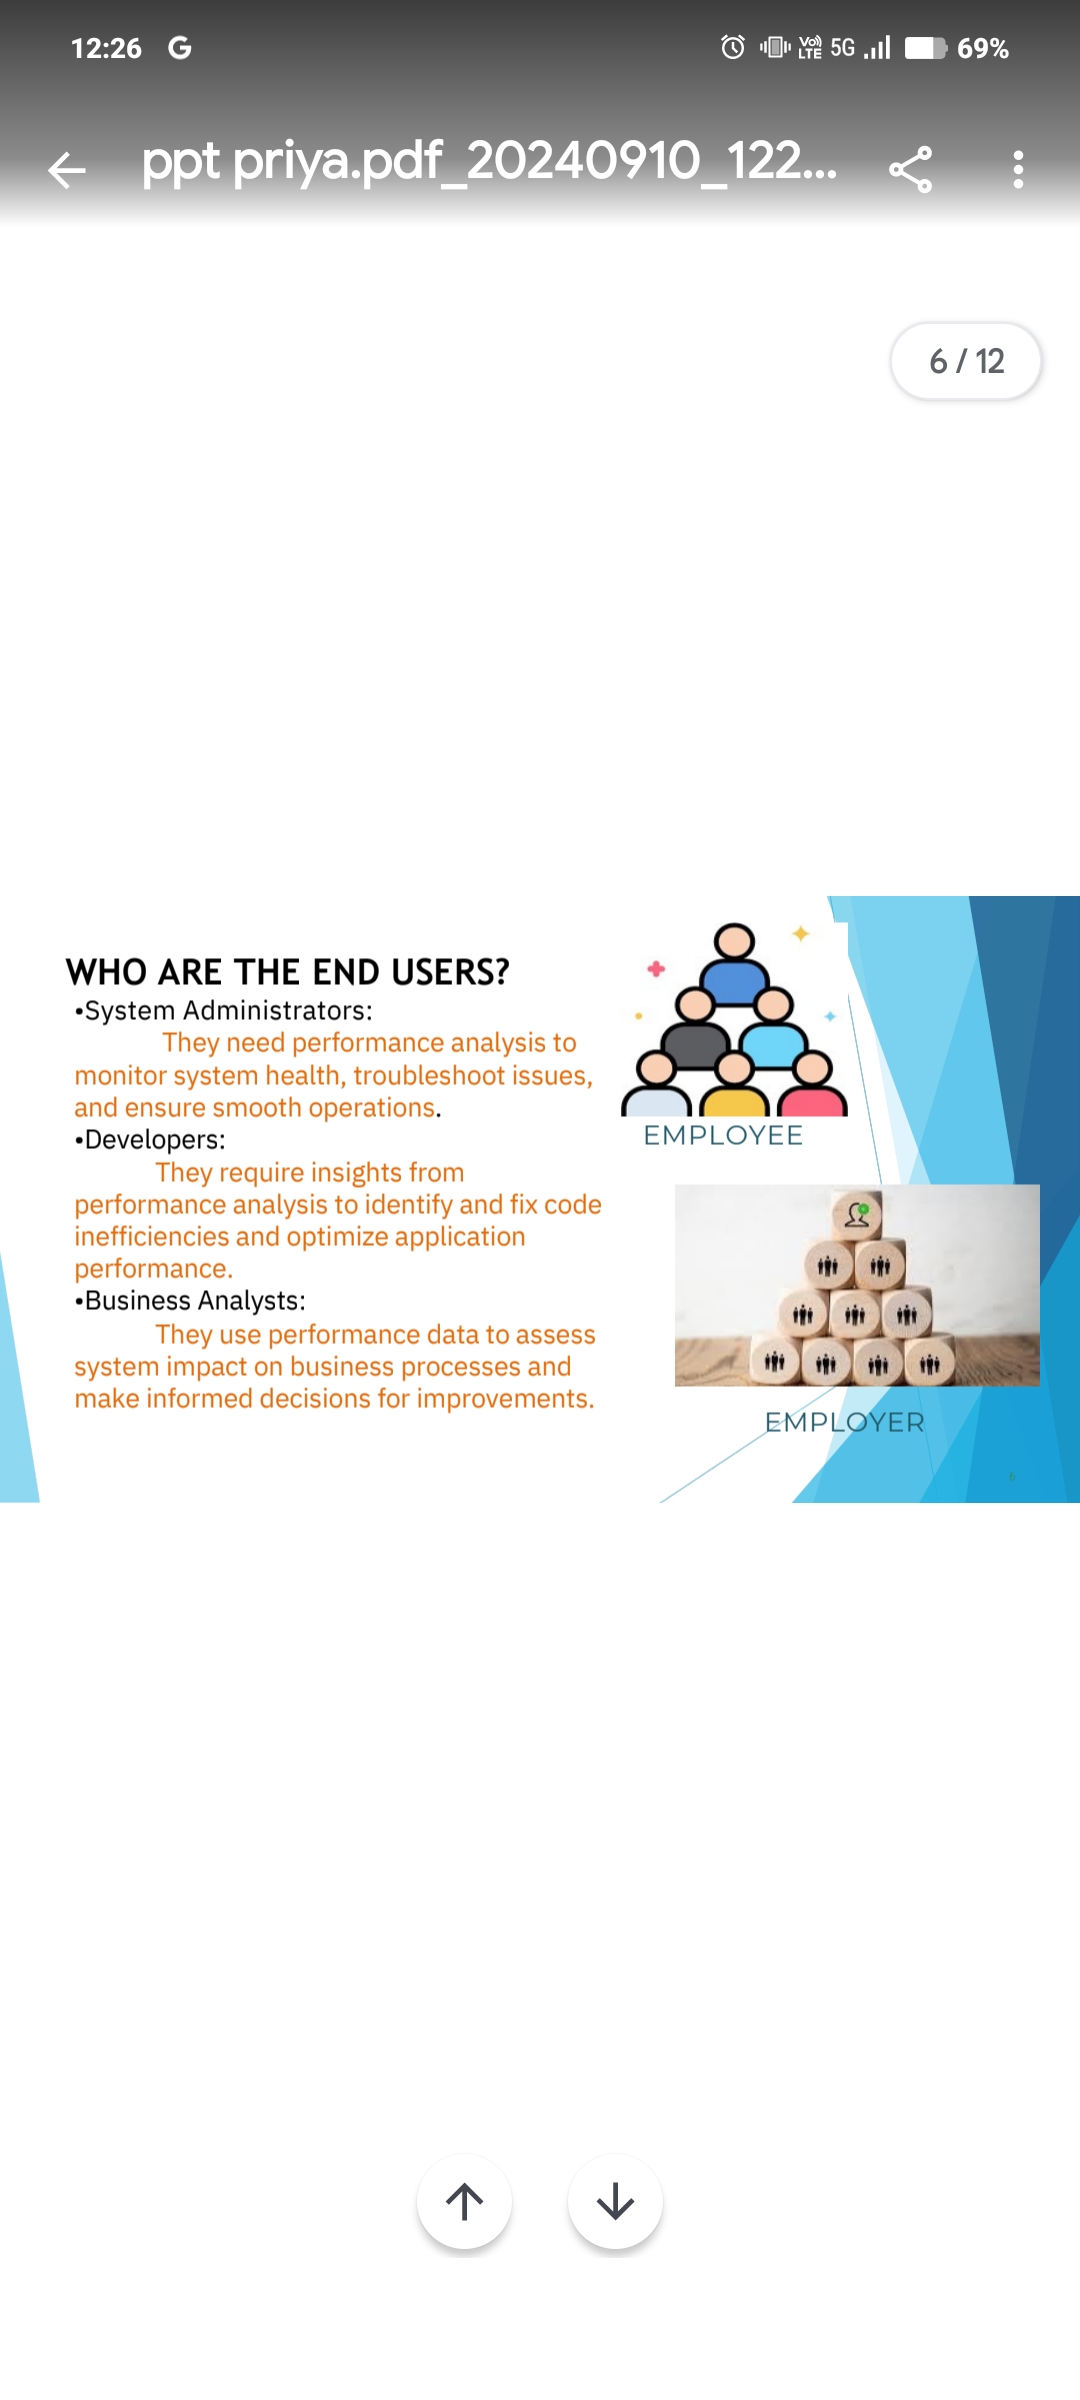 12:26 G
Vo)) LTE 5G 69%
ppt priya.pdf_20240910_122...
6 / 12
WHO ARE THE END USERS?
•System Administrators:
They need performance analysis to
monitor system health, troubleshoot issues,
and ensure smooth operations.
•Developers:
They require insights from
performance analysis to identify and fix code
inefficiencies and optimize application
performance.
•Business Analysts:
They use performance data to assess
system impact on business processes and
make informed decisions for improvements.
EMPLOYEE
EMPLOYER
6